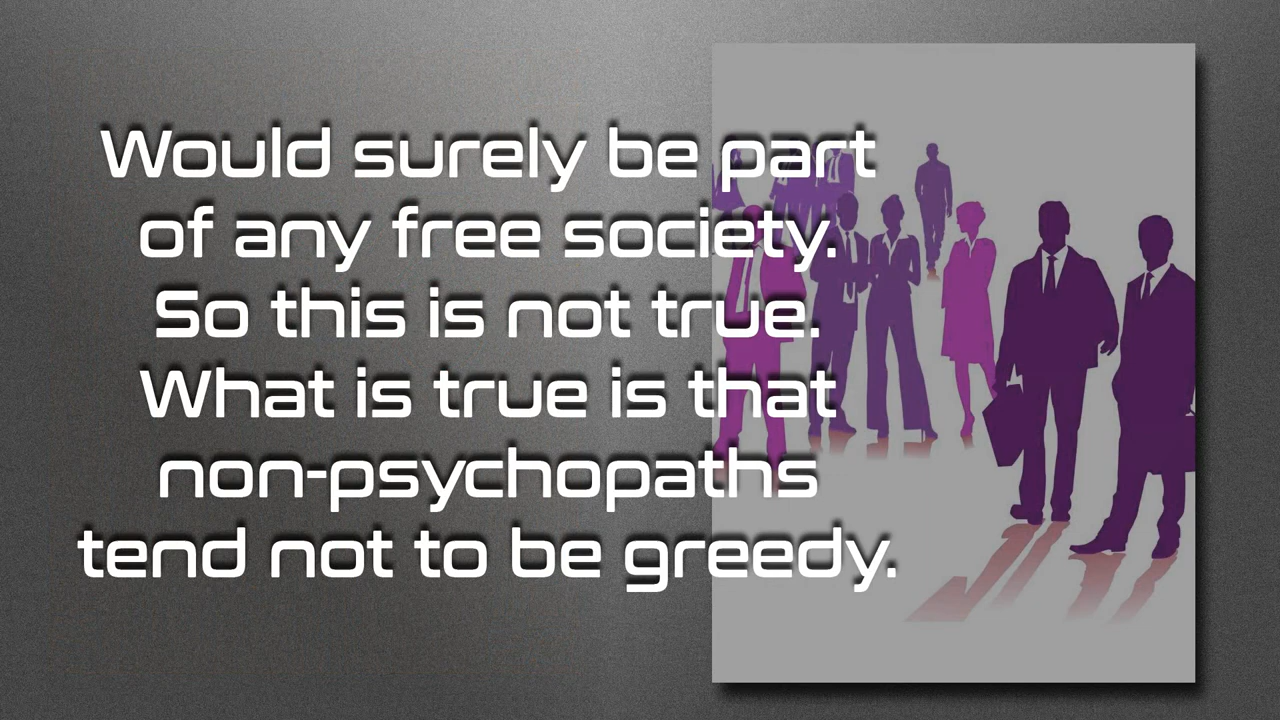 Would surely be part
of any free society.
So this is not true.
What is true is that
non-psychopaths
tend not to be greedy.